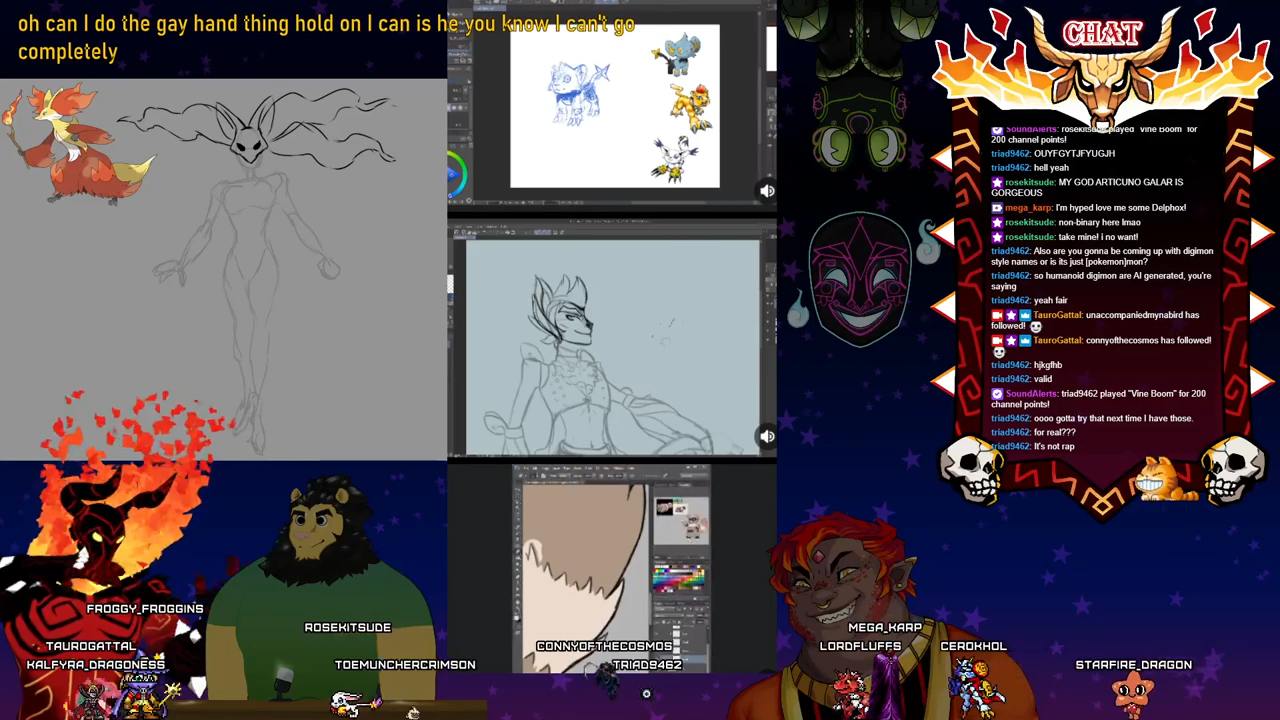 oh can I do the gay hand thing hold on I can is he you know I can't go
completely
CHAT
SoundAlerts: rosekitsude played "Vine Boom" for
200 channel points!
triad9462: OUYFGYTJFYUGJH
triad9462: hell yeah
rosekitsude: MY GOD ARTICUNO GALAR IS
GORGEOUS
mega_karp: I'm hyped love me some Delphox!
rosekitsude: non-binary here lmao
rosekitsude: take mine! i no want!
triad9462: Also are you gonna be coming up with digimon
style names or is its just [pokemon]mon?
triad9462: so humanoid digimon are AI generated, you're
saying
triad9462: yeah fair
TauroGattal: unaccompaniedmynabird has
followed!
TauroGattal: connyofthecosmos has followed!
triad9462: hjkgfhb
triad9462: valid
SoundAlerts: triad9462 played "Vine Boom" for 200
channel points!
triad9462: oooo gotta try that next time I have those.
triad9462: for real???
triad9462: It's not rap
FROGGY_FROGGINS
ROSEKITSUDE
MEGA_KARP
TAUROGATTAL
CONNYOFTHECOSMOS
LORDFLUFFS
CEROKHOL
KALFYRA_DRAGONESS
TOEMUNCHERCRIMSON
TRIAD9462
STARFIRE_DRAGON